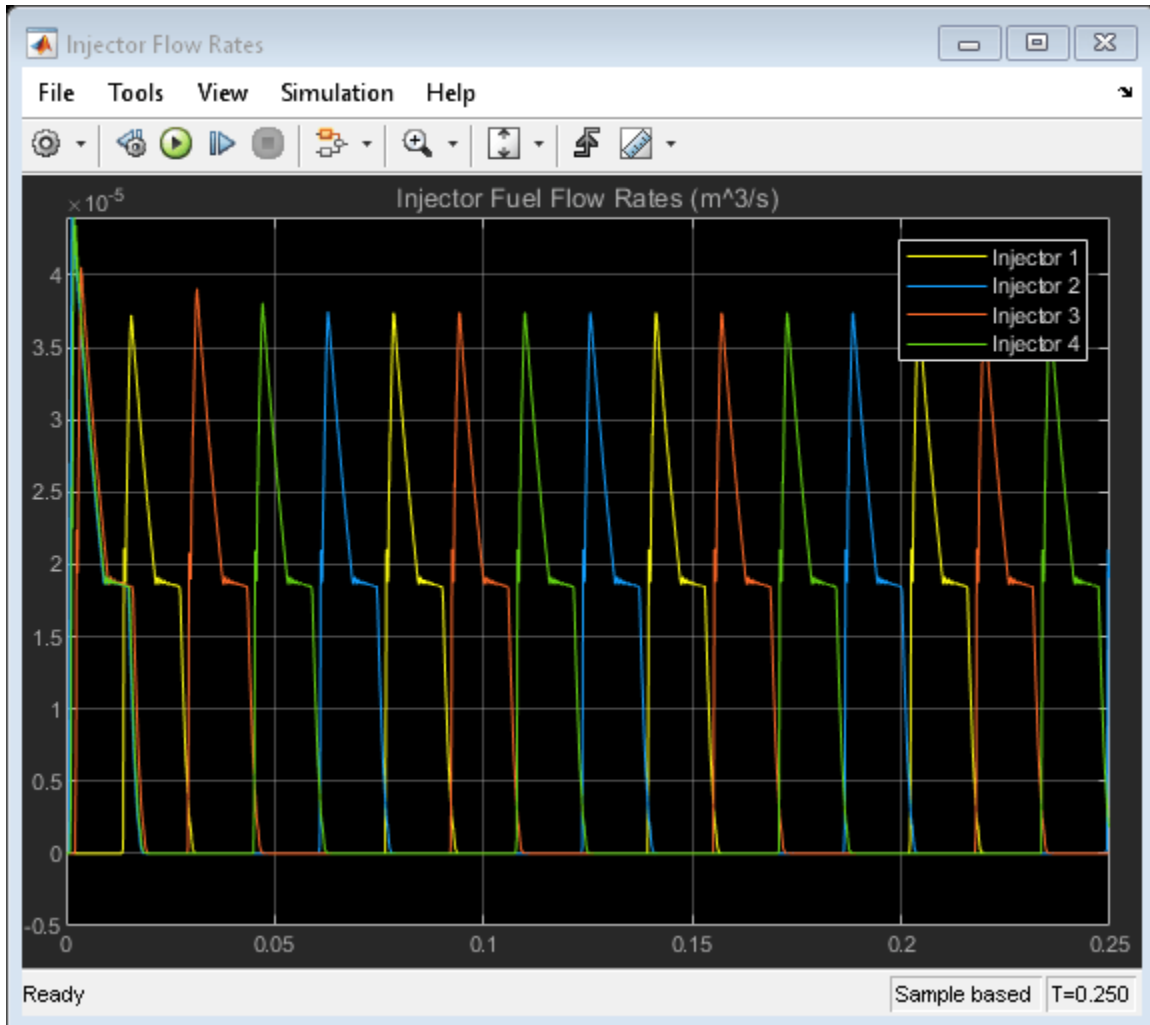 Injector Flow Rates
File Tools View Simulation Help
×10^-5
Injector Fuel Flow Rates (m^3/s)
Injector 1
Injector 2
Injector 3
Injector 4
4
3.5
3
2.5
2
1.5
1
0.5
0
-0.5
0 0.05 0.1 0.15 0.2 0.25
Ready Sample based T=0.250